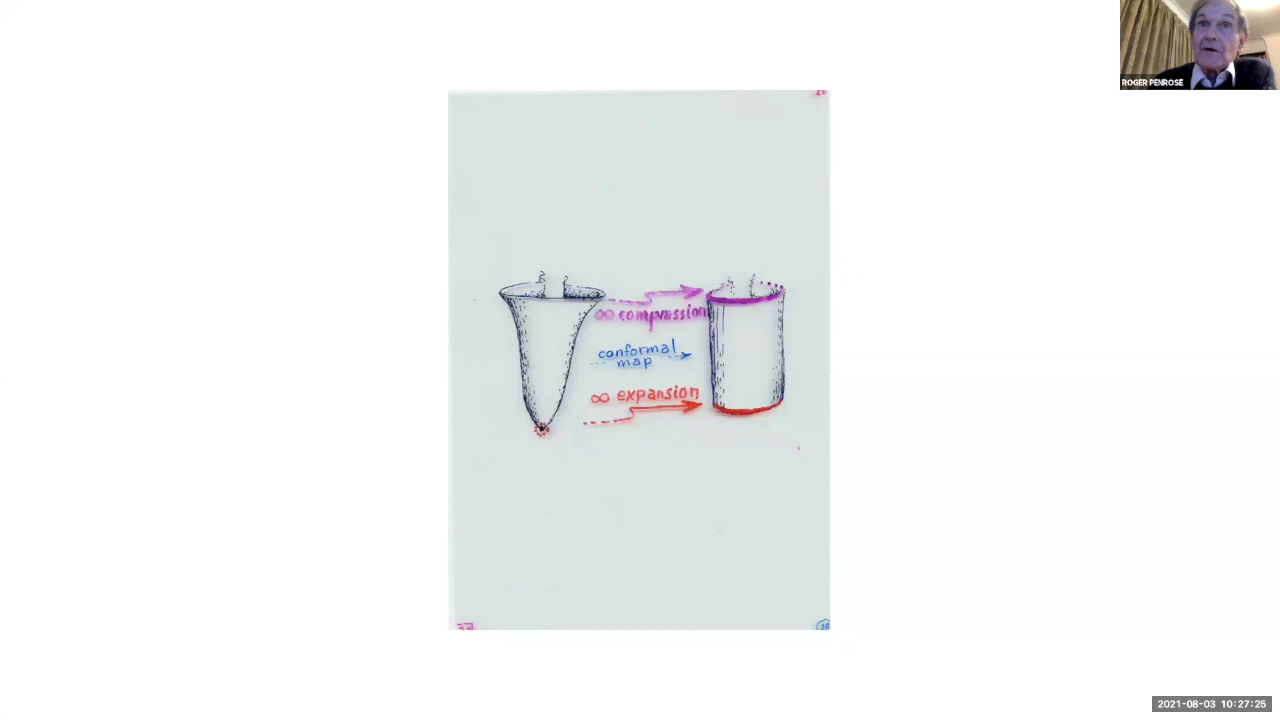 ROGER PENROSE
∞ compression
conformal
map
∞ expansion
2021-08-03 10:27:25